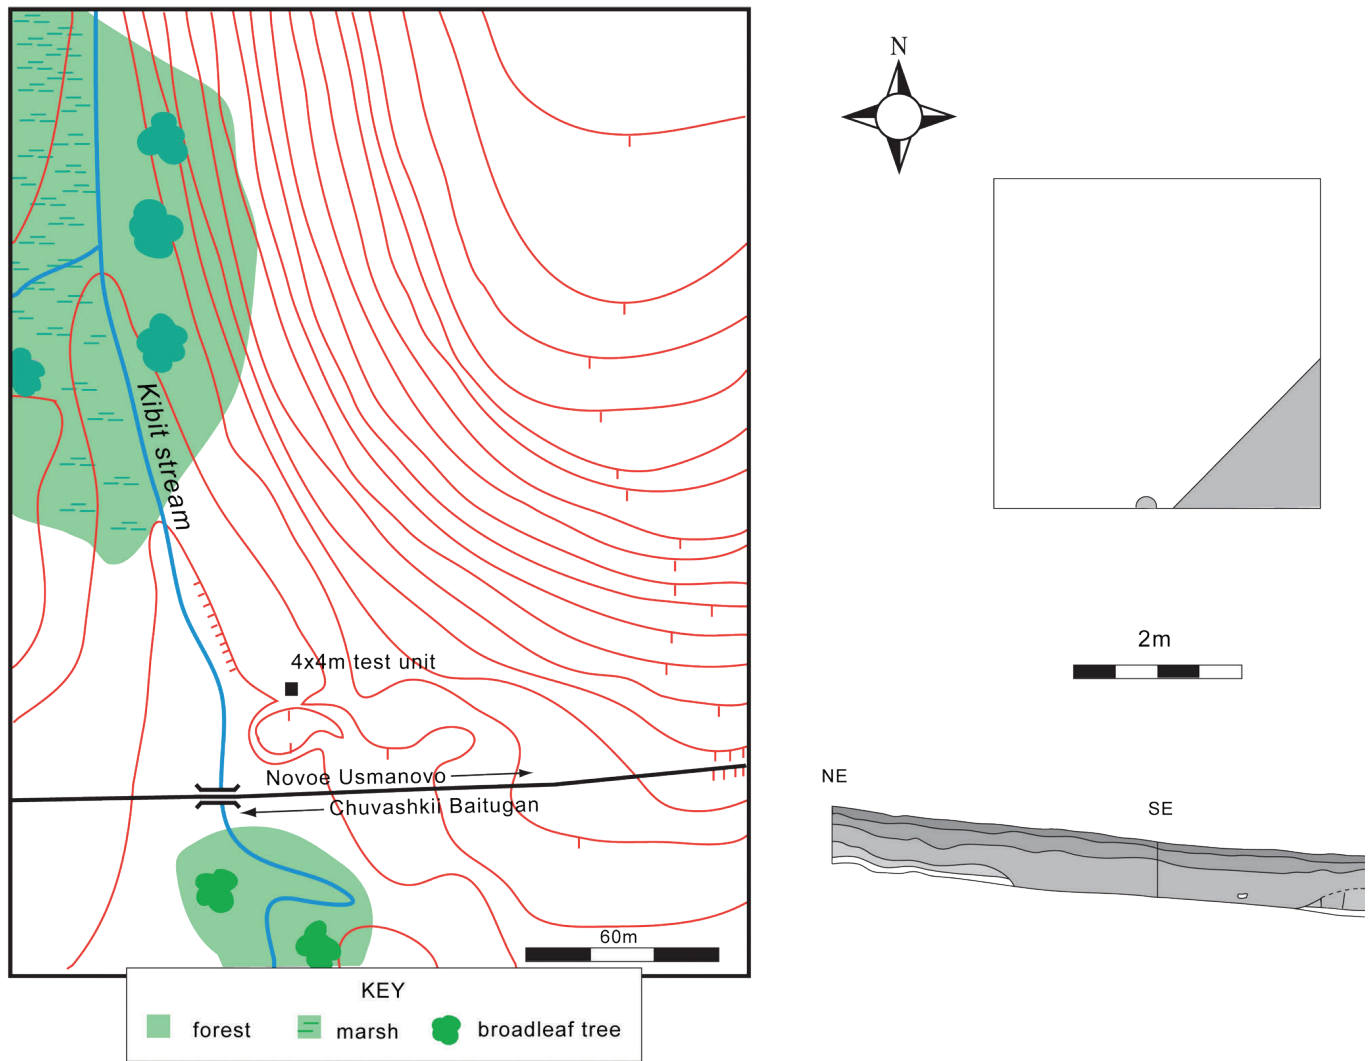 N
Kibit stream
4x4m test unit
2m
Novoe Usmanovo
Chuvashkii Baitugan
NE
SE
60m
KEY
forest
marsh
broadleaf tree